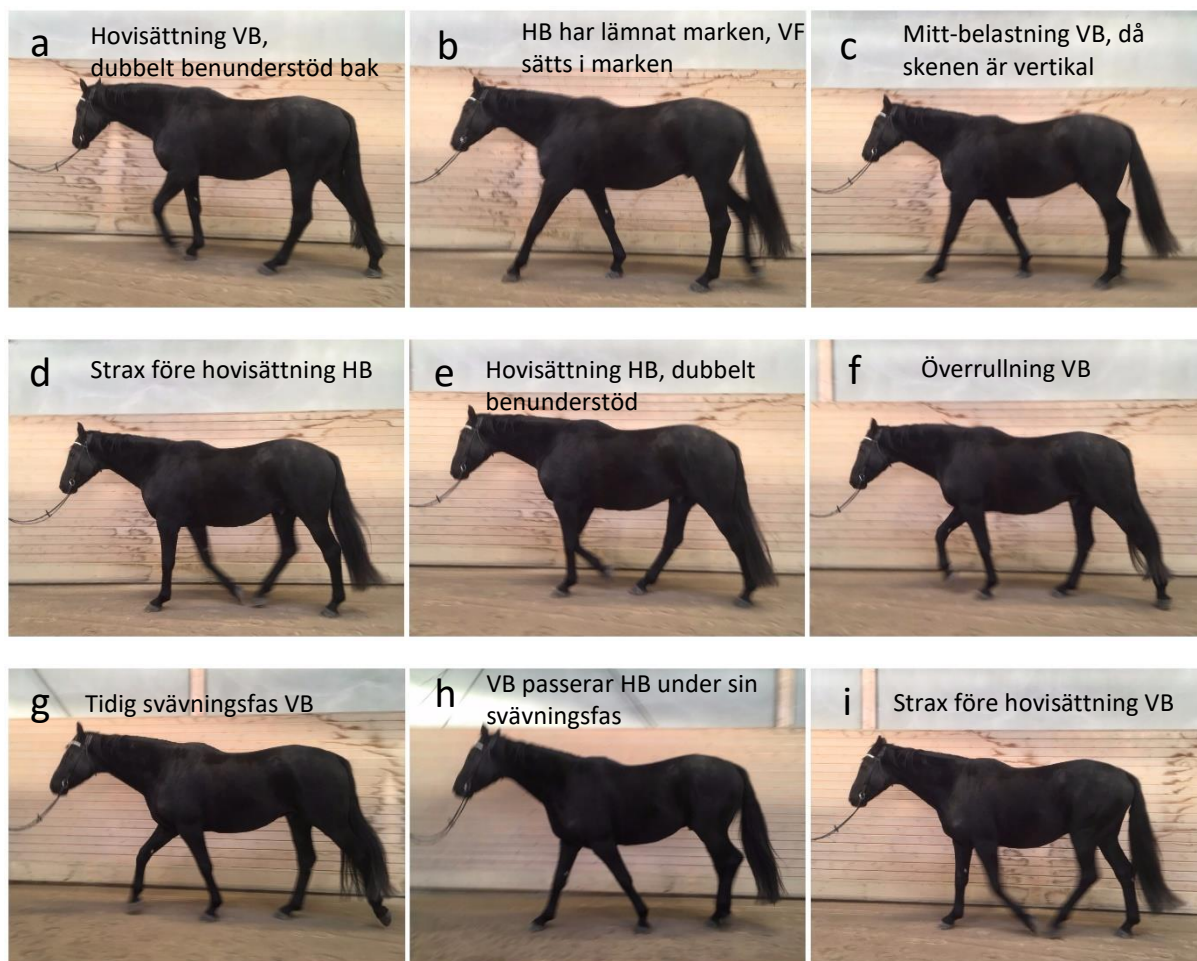 a
Hovisättning VB,
dubbelt benunderstöd bak
b
HB har lämnat marken, VF
sätts i marken
c
Mitt-belastning VB, då
skenen är vertikal
d
Strax före hovisättning HB
e
Hovisättning HB, dubbelt
benunderstöd
f
Överrullning VB
g
Tidig svävningsfas VB
h
VB passerar HB under sin
svävningsfas
i
Strax före hovisättning VB